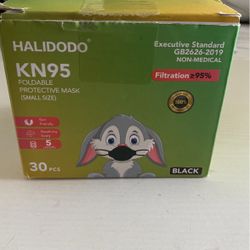 HALIDODO®
KN95
FOLDABLE
PROTECTIVE MASK
(SMALL SIZE)
Executive Standard
GB2626-2019
NON-MEDICAL
Filtration ≥95%
100%
5
30 PCS
BLACK